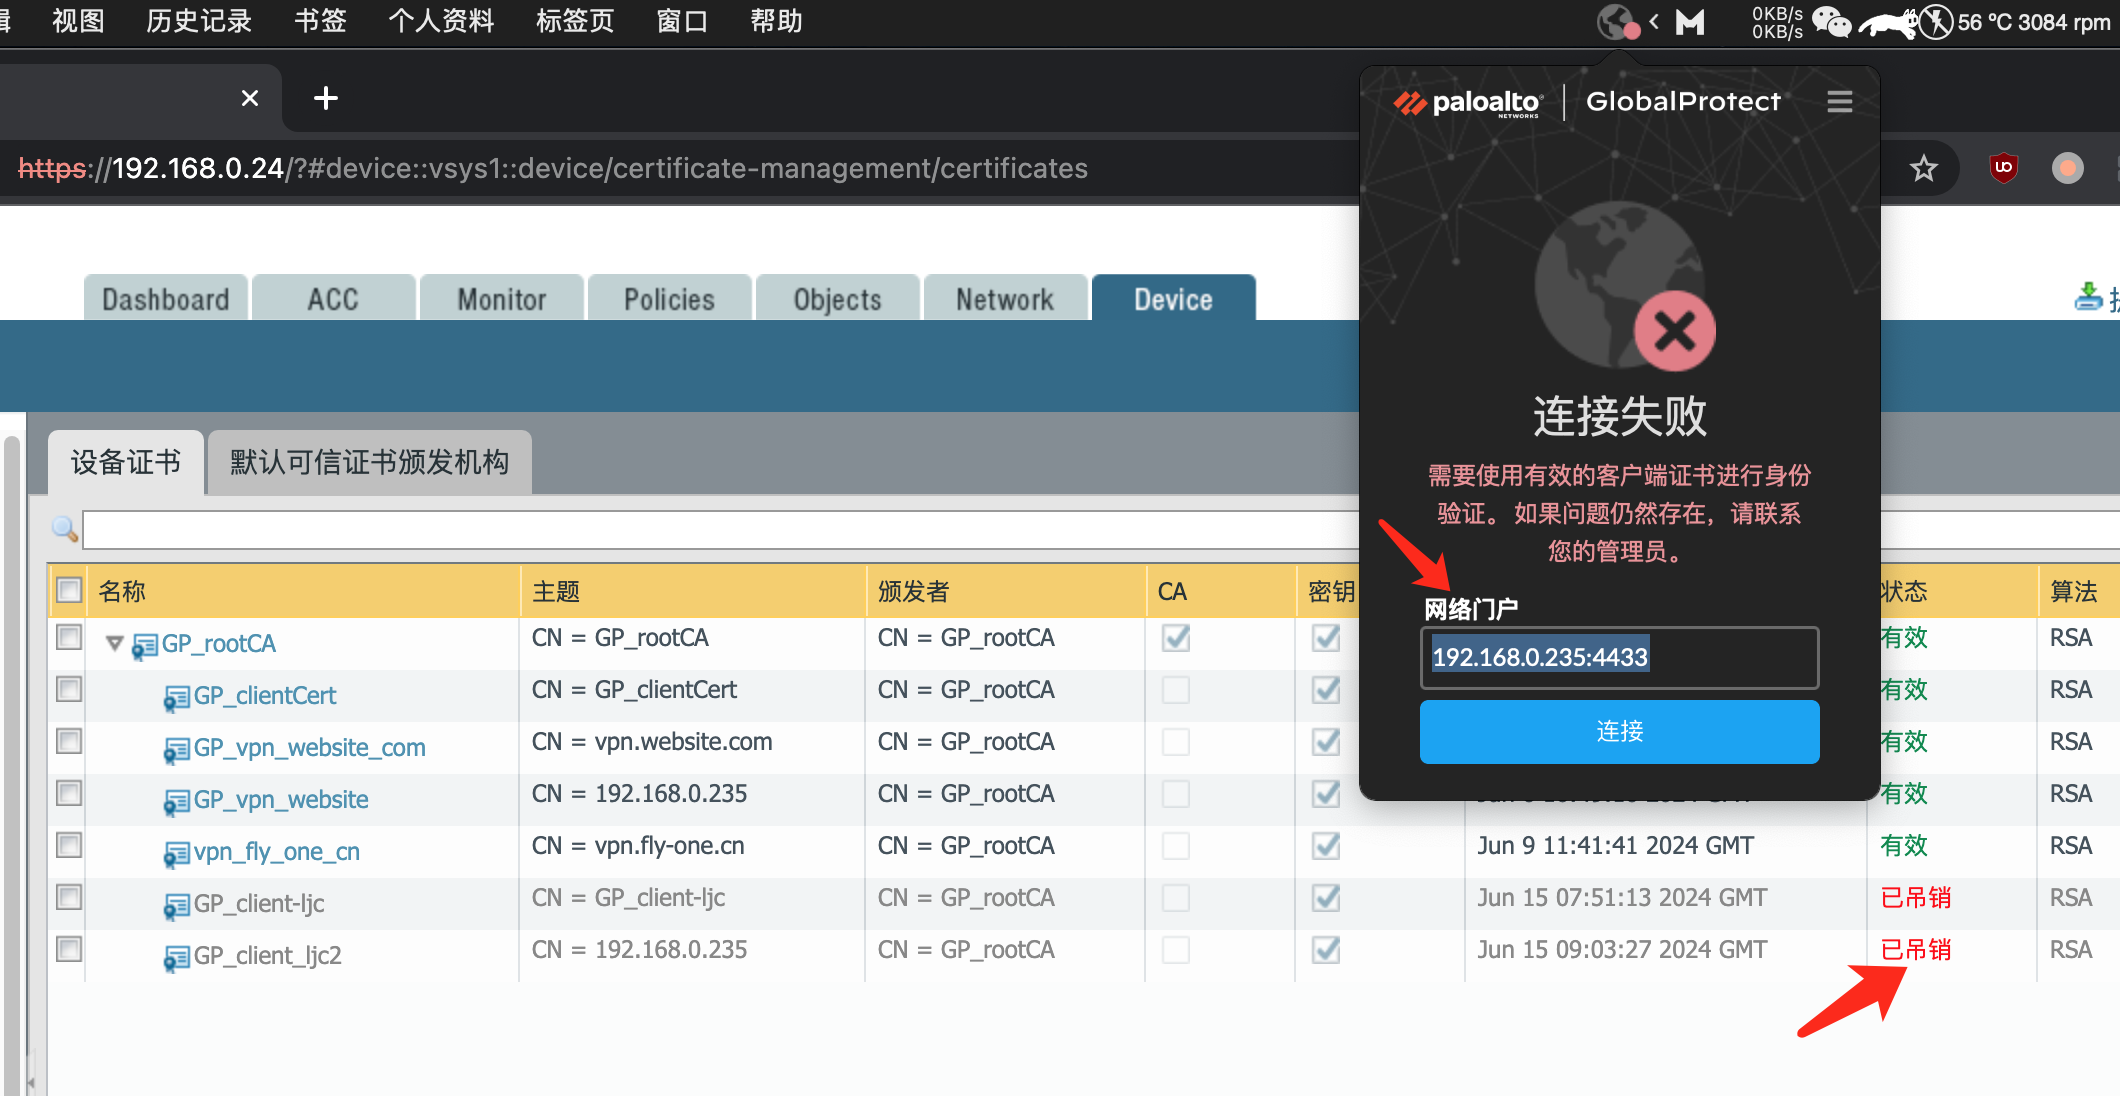 视图 历史记录 书签 个人资料 标签页 窗口 帮助
0KB/s
0KB/s
56 ℃ 3084 rpm
https://192.168.0.24/?#device::vsys1::device/certificate-management/certificates
Dashboard ACC Monitor Policies Objects Network Device
设备证书 默认可信证书颁发机构
名称 主题 颁发者 CA 密钥 状态 算法
GP_rootCA CN = GP_rootCA CN = GP_rootCA 有效 RSA
GP_clientCert CN = GP_clientCert CN = GP_rootCA 有效 RSA
GP_vpn_website_com CN = vpn.website.com CN = GP_rootCA 有效 RSA
GP_vpn_website CN = 192.168.0.235 CN = GP_rootCA 有效 RSA
vpn_fly_one_cn CN = vpn.fly-one.cn CN = GP_rootCA Jun 9 11:41:41 2024 GMT 有效 RSA
GP_client-ljc CN = GP_client-ljc CN = GP_rootCA Jun 15 07:51:13 2024 GMT 已吊销 RSA
GP_client_ljc2 CN = 192.168.0.235 CN = GP_rootCA Jun 15 09:03:27 2024 GMT 已吊销 RSA
paloalto NETWORKS GlobalProtect
连接失败
需要使用有效的客户端证书进行身份
验证。 如果问题仍然存在，请联系
您的管理员。
网络门户
192.168.0.235:4433
连接